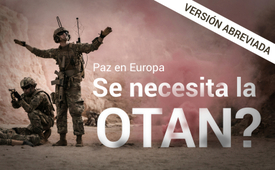 VERSIÓN ABREVIADA
Paz en Europa
Se necesita la
OTAN?